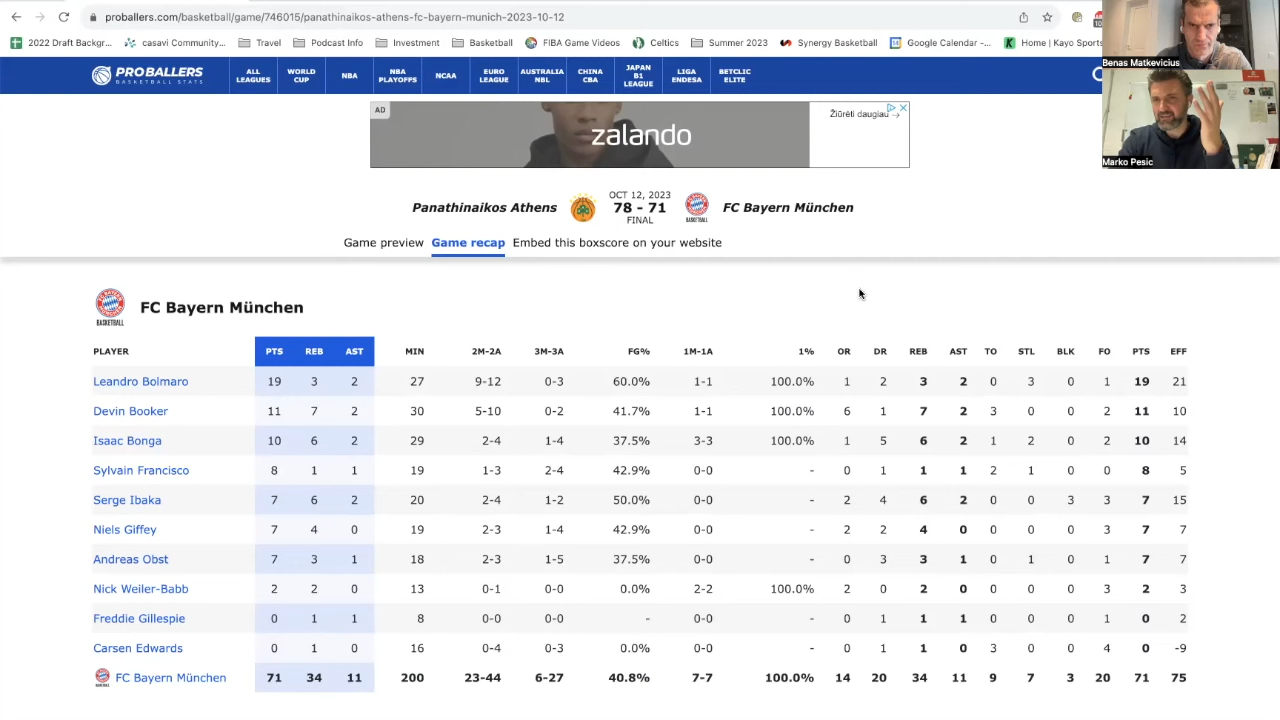 proballers.com/basketball/game/746015/panathinaikos-athens-fc-bayern-munich-2023-10-12
2022 Draft Backgr... casavi Community... Travel Podcast Info Investment Basketball FIBA Game Videos Celtics Summer 2023 Synergy Basketball Google Calendar -... Home | Kayo Sports
Benas Matkevicius
PROBALLERS
BASKETBALL STATS
ALL LEAGUES WORLD CUP NBA NBA PLAYOFFS NCAA EURO LEAGUE AUSTRALIA NBL CHINA CBA JAPAN B1 LEAGUE LIGA ENDESA BETCLIC ELITE
AD
zalando
Žiūrėti daugiau →
Marko Pesic
OCT 12, 2023
Panathinaikos Athens 78 - 71 FC Bayern München
FINAL
Game preview Game recap Embed this boxscore on your website
BASKETBALL
FC Bayern München
PLAYER PTS REB AST MIN 2M-2A 3M-3A FG% 1M-1A 1% OR DR REB AST TO STL BLK FO PTS EFF
Leandro Bolmaro 19 3 2 27 9-12 0-3 60.0% 1-1 100.0% 1 2 3 2 0 3 0 1 19 21
Devin Booker 11 7 2 30 5-10 0-2 41.7% 1-1 100.0% 6 1 7 2 3 0 0 2 11 10
Isaac Bonga 10 6 2 29 2-4 1-4 37.5% 3-3 100.0% 1 5 6 2 1 2 0 2 10 14
Sylvain Francisco 8 1 1 19 1-3 2-4 42.9% 0-0 - 0 1 1 1 2 1 0 0 8 5
Serge Ibaka 7 6 2 20 2-4 1-2 50.0% 0-0 - 2 4 6 2 0 0 3 3 7 15
Niels Giffey 7 4 0 19 2-3 1-4 42.9% 0-0 - 2 2 4 0 0 0 0 3 7 7
Andreas Obst 7 3 1 18 2-3 1-5 37.5% 0-0 - 0 3 3 1 0 1 0 1 7 7
Nick Weiler-Babb 2 2 0 13 0-1 0-0 0.0% 2-2 100.0% 2 0 2 0 0 0 0 3 2 3
Freddie Gillespie 0 1 1 8 0-0 0-0 - 0-0 - 0 1 1 1 0 0 0 1 0 2
Carsen Edwards 0 1 0 16 0-4 0-3 0.0% 0-0 - 0 1 1 0 3 0 0 4 0 -9
FC Bayern München 71 34 11 200 23-44 6-27 40.8% 7-7 100.0% 14 20 34 11 9 7 3 20 71 75